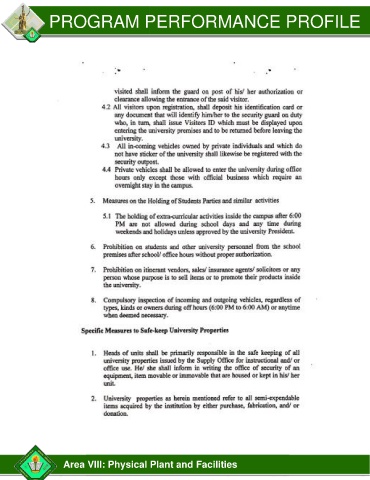 PROGRAM PERFORMANCE PROFILE
visited shall inform the guard on post of his/ her authorization or
clearance allowing the entrance of the said visitor.
4.2 All visitors upon registration, shall deposit his identification card or
any document that will identify him/her to the security guard on duty
who, in turn, shall issue Visitors ID which must be displayed upon
entering the university premises and to be returned before leaving the
university.
4.3 All in-coming vehicles owned by private individuals and which do
not have sticker of the university shall likewise be registered with the
security outpost.
4.4 Private vehicles shall be allowed to enter the university during office
hours only except those with official business which require an
overnight stay in the campus.
5. Measures on the Holding of Students Parties and similar activities
5.1 The holding of extra-curricular activities inside the campus after 6:00
PM are not allowed during school days and any time during
weekends and holidays unless approved by the university President.
6. Prohibition on students and other university personnel from the school
premises after school/ office hours without proper authorization.
7. Prohibition on itinerant vendors, sales/ insurance agents/ solicitors or any
person whose purpose is to sell items or to promote their products inside
the university.
8. Compulsory inspection of incoming and outgoing vehicles, regardless of
types, kinds or owners during off hours (6:00 PM to 6:00 AM) or anytime
when deemed necessary.
Specific Measures to Safe-keep University Properties
1. Heads of units shall be primarily responsible in the safe keeping of all
university properties issued by the Supply Office for instructional and/ or
office use. He/ she shall inform in writing the office of security of an
equipment, item movable or immovable that are housed or kept in his/ her
unit.
2. University properties as herein mentioned refer to all semi-expendable
items acquired by the institution by either purchase, fabrication, and/ or
donation.
Area VIII: Physical Plant and Facilities